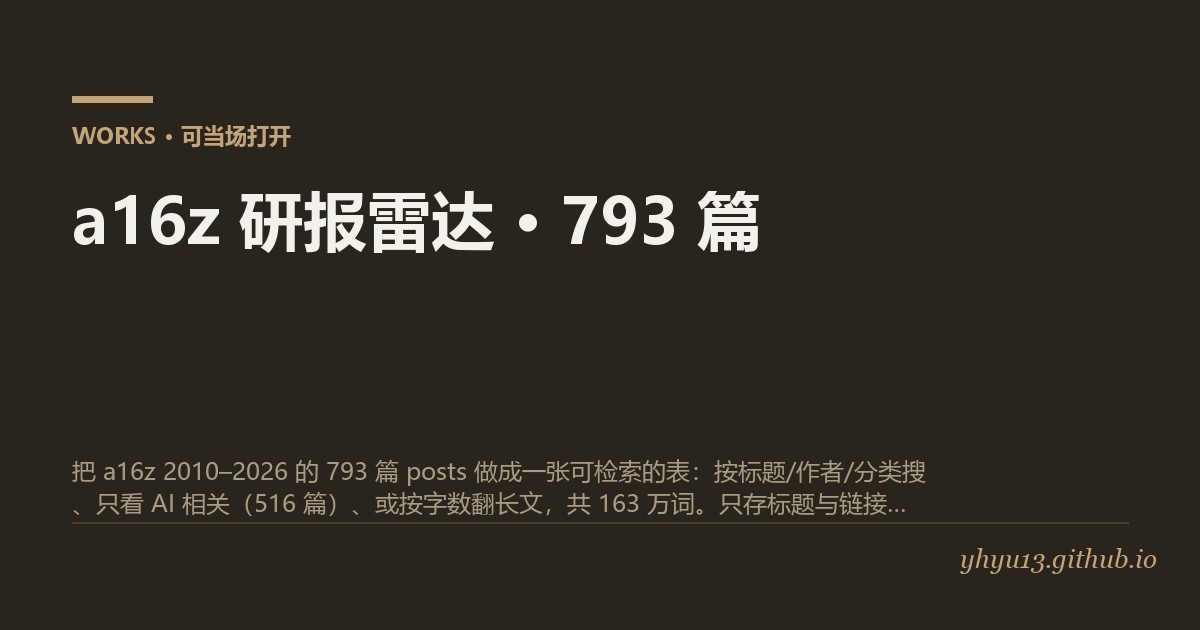 WORKS • 可当场打开
a16z 研报雷达 • 793 篇
把 a16z 2010–2026 的 793 篇 posts 做成一张可检索的表：按标题/作者/分类搜
、只看 AI 相关（516 篇）、或按字数翻长文，共 163 万词。只存标题与链接…
yhyu13.github.io